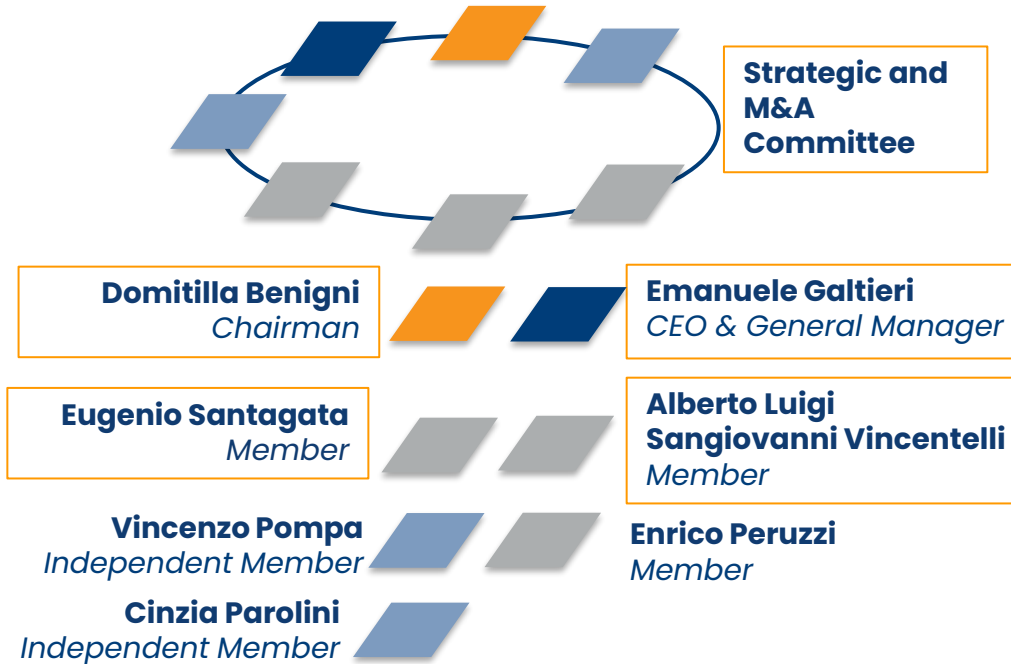 Strategic and
M&A
Committee
Domitilla Benigni
Chairman
Emanuele Galtieri
CEO & General Manager
Eugenio Santagata
Member
Alberto Luigi
Sangiovanni Vincentelli
Member
Vincenzo Pompa
Independent Member
Enrico Peruzzi
Member
Cinzia Parolini
Independent Member